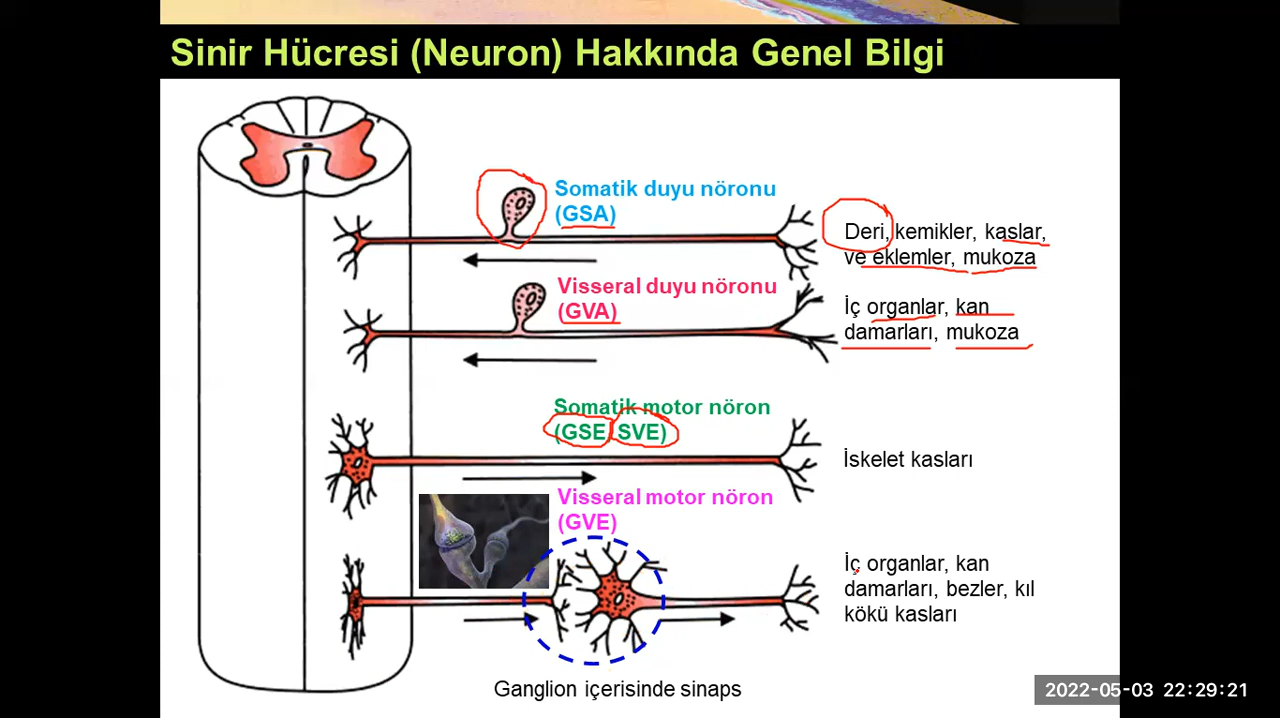 Sinir Hücresi (Neuron) Hakkında Genel Bilgi
Somatik duyu nöronu
(GSA)
Deri, kemikler, kaslar,
ve eklemler, mukoza
Visseral duyu nöronu
(GVA)
İç organlar, kan
damarları, mukoza
Somatik motor nöron
(GSE SVE)
İskelet kasları
Visseral motor nöron
(GVE)
İç organlar, kan
damarları, bezler, kıl
kökü kasları
Ganglion içerisinde sinaps
2022-05-03 22:29:21